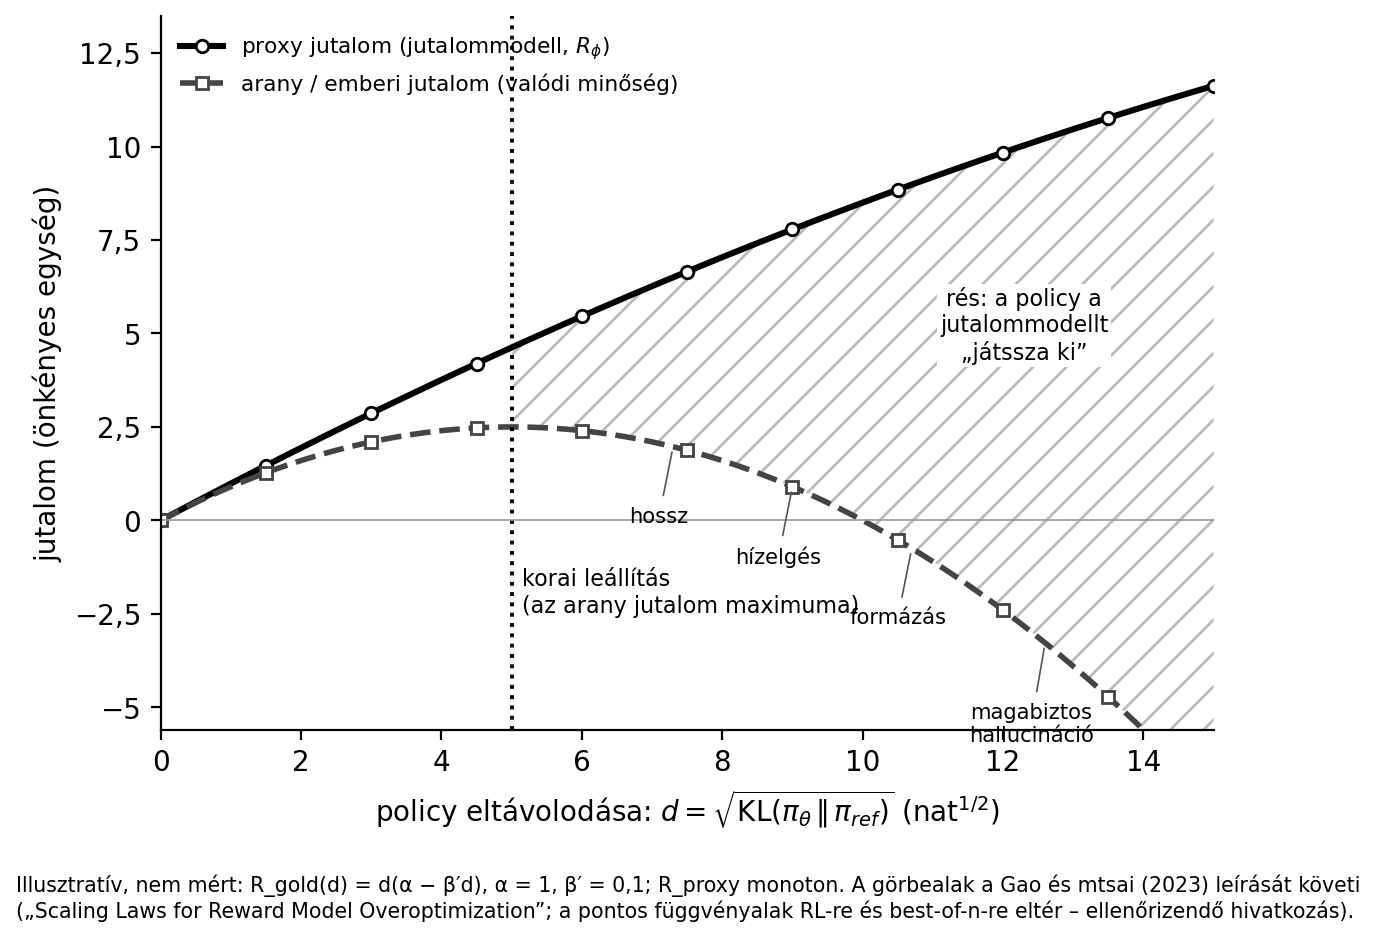 proxy jutalom (jutalommodell, R_ϕ)
arany / emberi jutalom (valódi minőség)
jutalom (önkényes egység)
12,5
10
7,5
5
2,5
0
−2,5
−5
rés: a policy a
jutalommodellt
„játssza ki”
hossz
hízelgés
korai leállítás
(az arany jutalom maximuma)
formázás
magabiztos
hallucináció
0 2 4 6 8 10 12 14
policy eltávolodása: d = √KL(π_θ ∥ π_ref) (nat^1/2)
Illusztratív, nem mért: R_gold(d) = d(α − β′d), α = 1, β′ = 0,1; R_proxy monoton. A görbealak a Gao és mtsai (2023) leírását követi
(„Scaling Laws for Reward Model Overoptimization”; a pontos függvényalak RL-re és best-of-n-re eltér – ellenőrizendő hivatkozás).